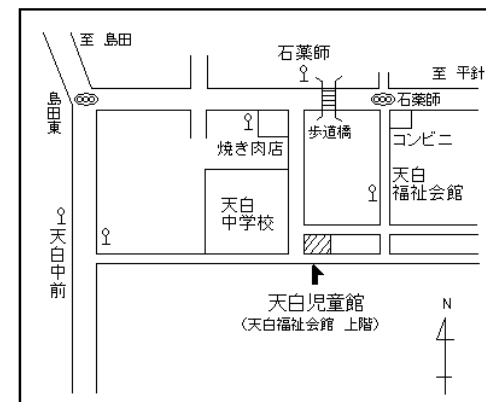 至 島田
石薬師
至 平針
島田東
石薬師
焼き肉店
歩道橋
コンビニ
天白
福祉会館
天白
中学校
天白中前
天白児童館
(天白福祉会館 上階)
N